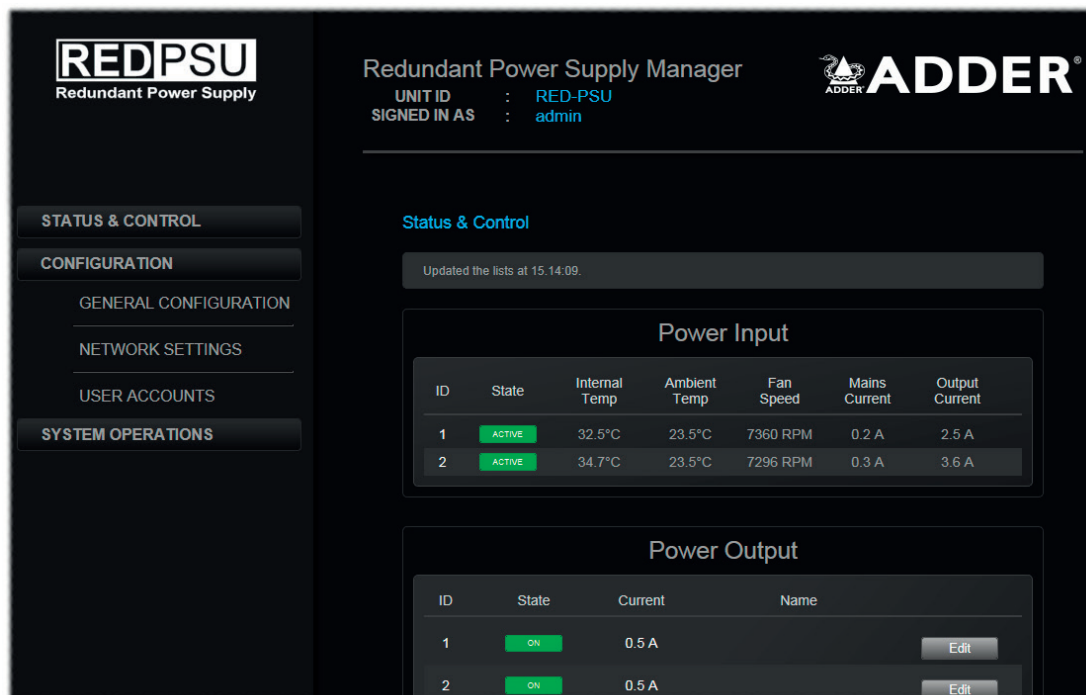 REDPSU
Redundant Power Supply
Redundant Power Supply Manager
UNIT ID : RED-PSU
SIGNED IN AS : admin
ADDER
ADDER®
STATUS & CONTROL
CONFIGURATION
GENERAL CONFIGURATION
NETWORK SETTINGS
USER ACCOUNTS
SYSTEM OPERATIONS
Status & Control
Updated the lists at 15.14:09.
Power Input
ID State Internal Temp Ambient Temp Fan Speed Mains Current Output Current
1 ACTIVE 32.5°C 23.5°C 7360 RPM 0.2 A 2.5 A
2 ACTIVE 34.7°C 23.5°C 7296 RPM 0.3 A 3.6 A
Power Output
ID State Current Name
1 ON 0.5 A Edit
2 ON 0.5 A Edit